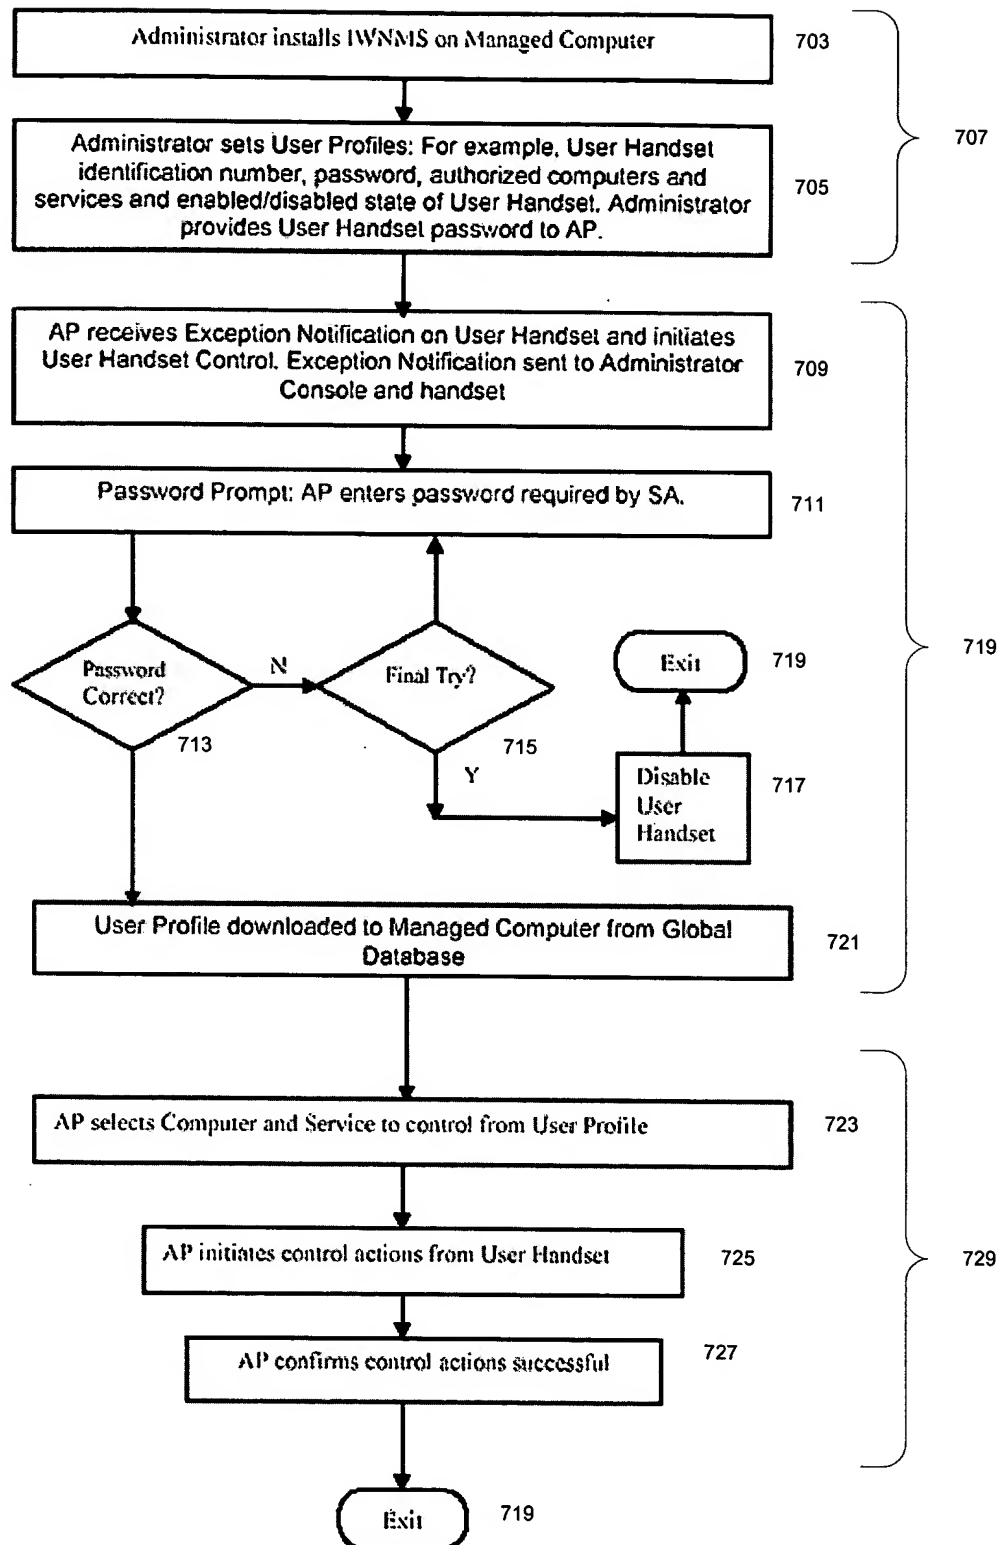 Administrator installs IWNMS on Managed Computer
703
707
Administrator sets User Profiles: For example, User Handset
identification number, password, authorized computers and
services and enabled/disabled state of User Handset. Administrator
provides User Handset password to AP.
705
AP receives Exception Notification on User Handset and initiates
User Handset Control. Exception Notification sent to Administrator
Console and handset
709
Password Prompt: AP enters password required by SA.
711
Password
Correct?
713
N
Final Try?
715
Y
Exit
719
719
Disable
User
Handset
717
User Profile downloaded to Managed Computer from Global
Database
721
AP selects Computer and Service to control from User Profile
723
AP initiates control actions from User Handset
725
729
AP confirms control actions successful
727
Exit
719